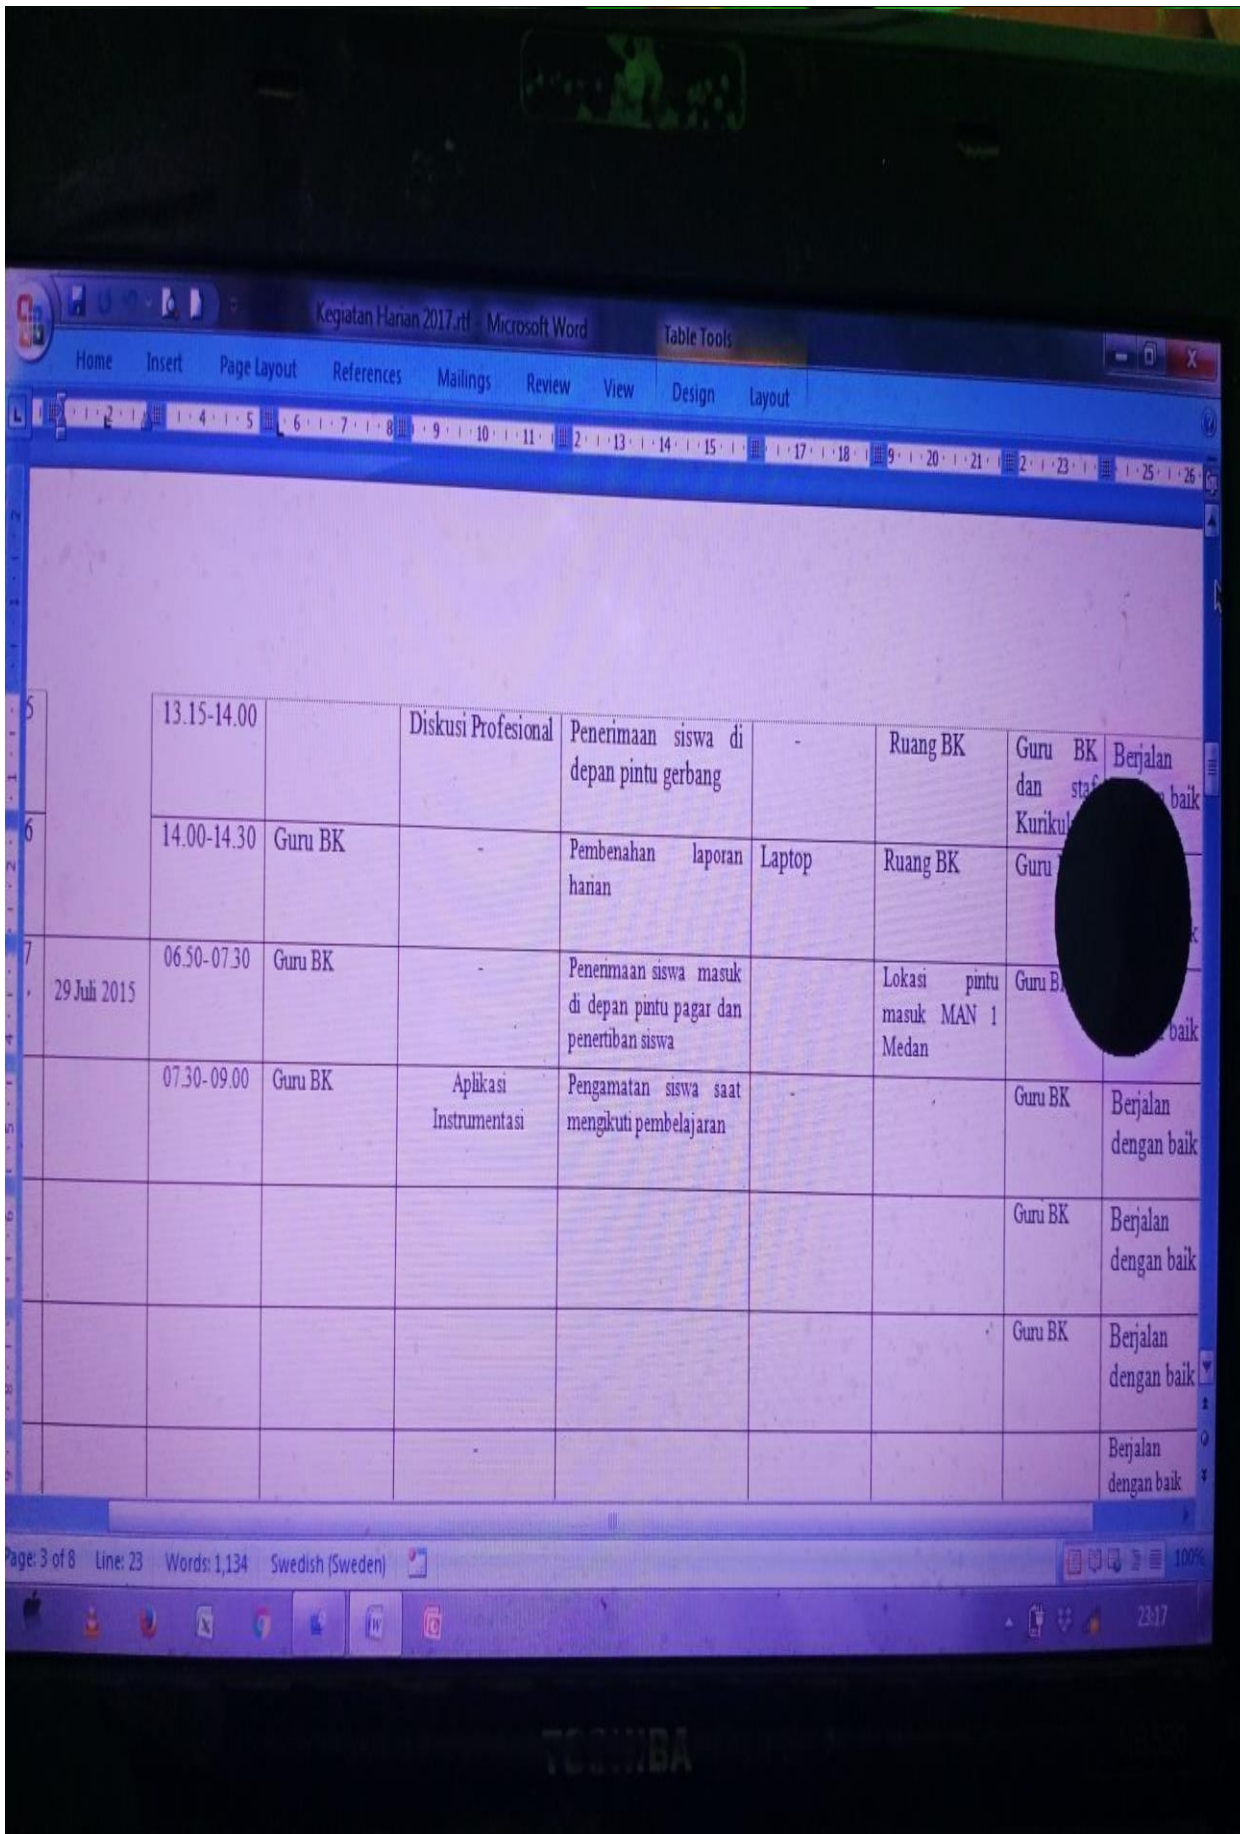 Kegiatan Harian 2017.rtf - Microsoft Word
Table Tools
Home Insert Page Layout References Mailings Review View Design Layout
13.15-14.00
Diskusi Profesional
Penerimaan siswa di
depan pintu gerbang
-
Ruang BK
Guru BK
dan
Berjalan
baik
6
14.00-14.30
Guru BK
-
Pembenahan laporan
harian
Laptop
Ruang BK
Guru
7
29 Juli 2015
06.50-07.30
Guru BK
-
Penerimaan siswa masuk
di depan pintu pagar dan
penertiban siswa
Lokasi pintu
masuk MAN 1
Medan
Guru
baik
07.30-09.00
Guru BK
Aplikasi
Instrumentasi
Pengamatan siswa saat
mengikuti pembelajaran
-
Guru BK
Berjalan
dengan baik
Guru BK
Berjalan
dengan baik
Guru BK
Berjalan
dengan baik
-
Berjalan
dengan baik
Page: 3 of 8 Line: 23 Words: 1,134 Swedish (Sweden) 100%
23:17
TOSHIBA